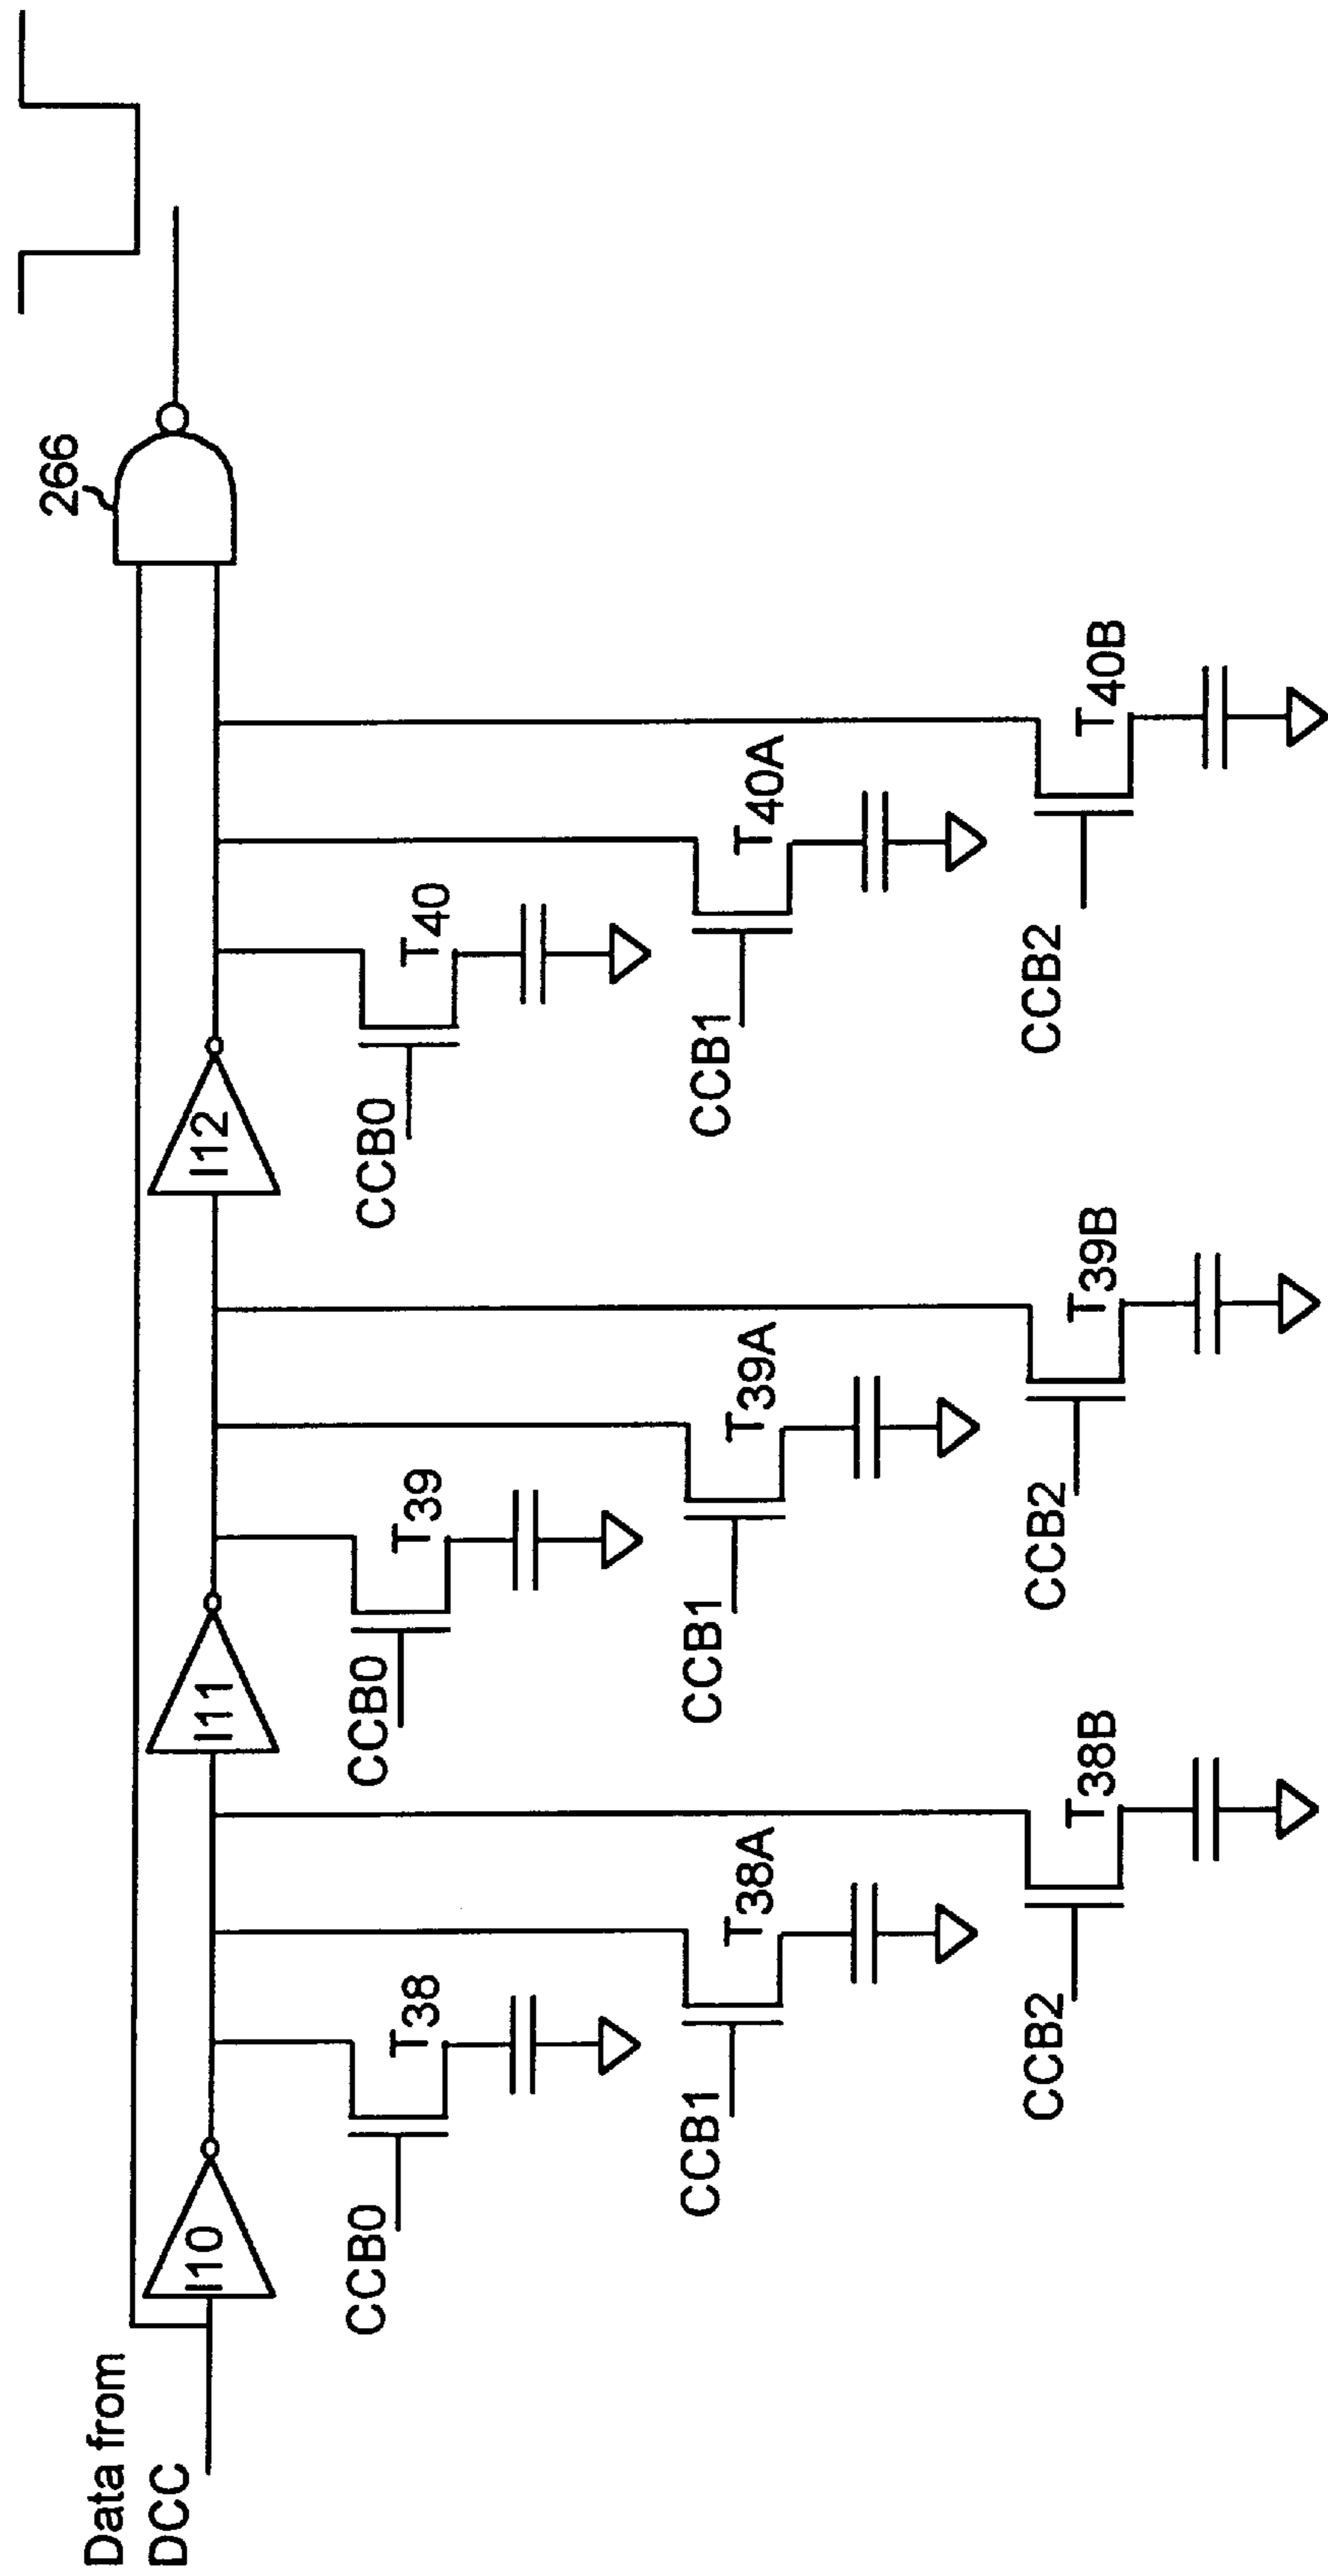 Data from
DCC
266
I10
I11
I12
CCB0
T38
CCB0
T39
CCB0
T40
CCB1
T38A
CCB1
T39A
CCB1
T40A
CCB2
T38B
CCB2
T39B
CCB2
T40B